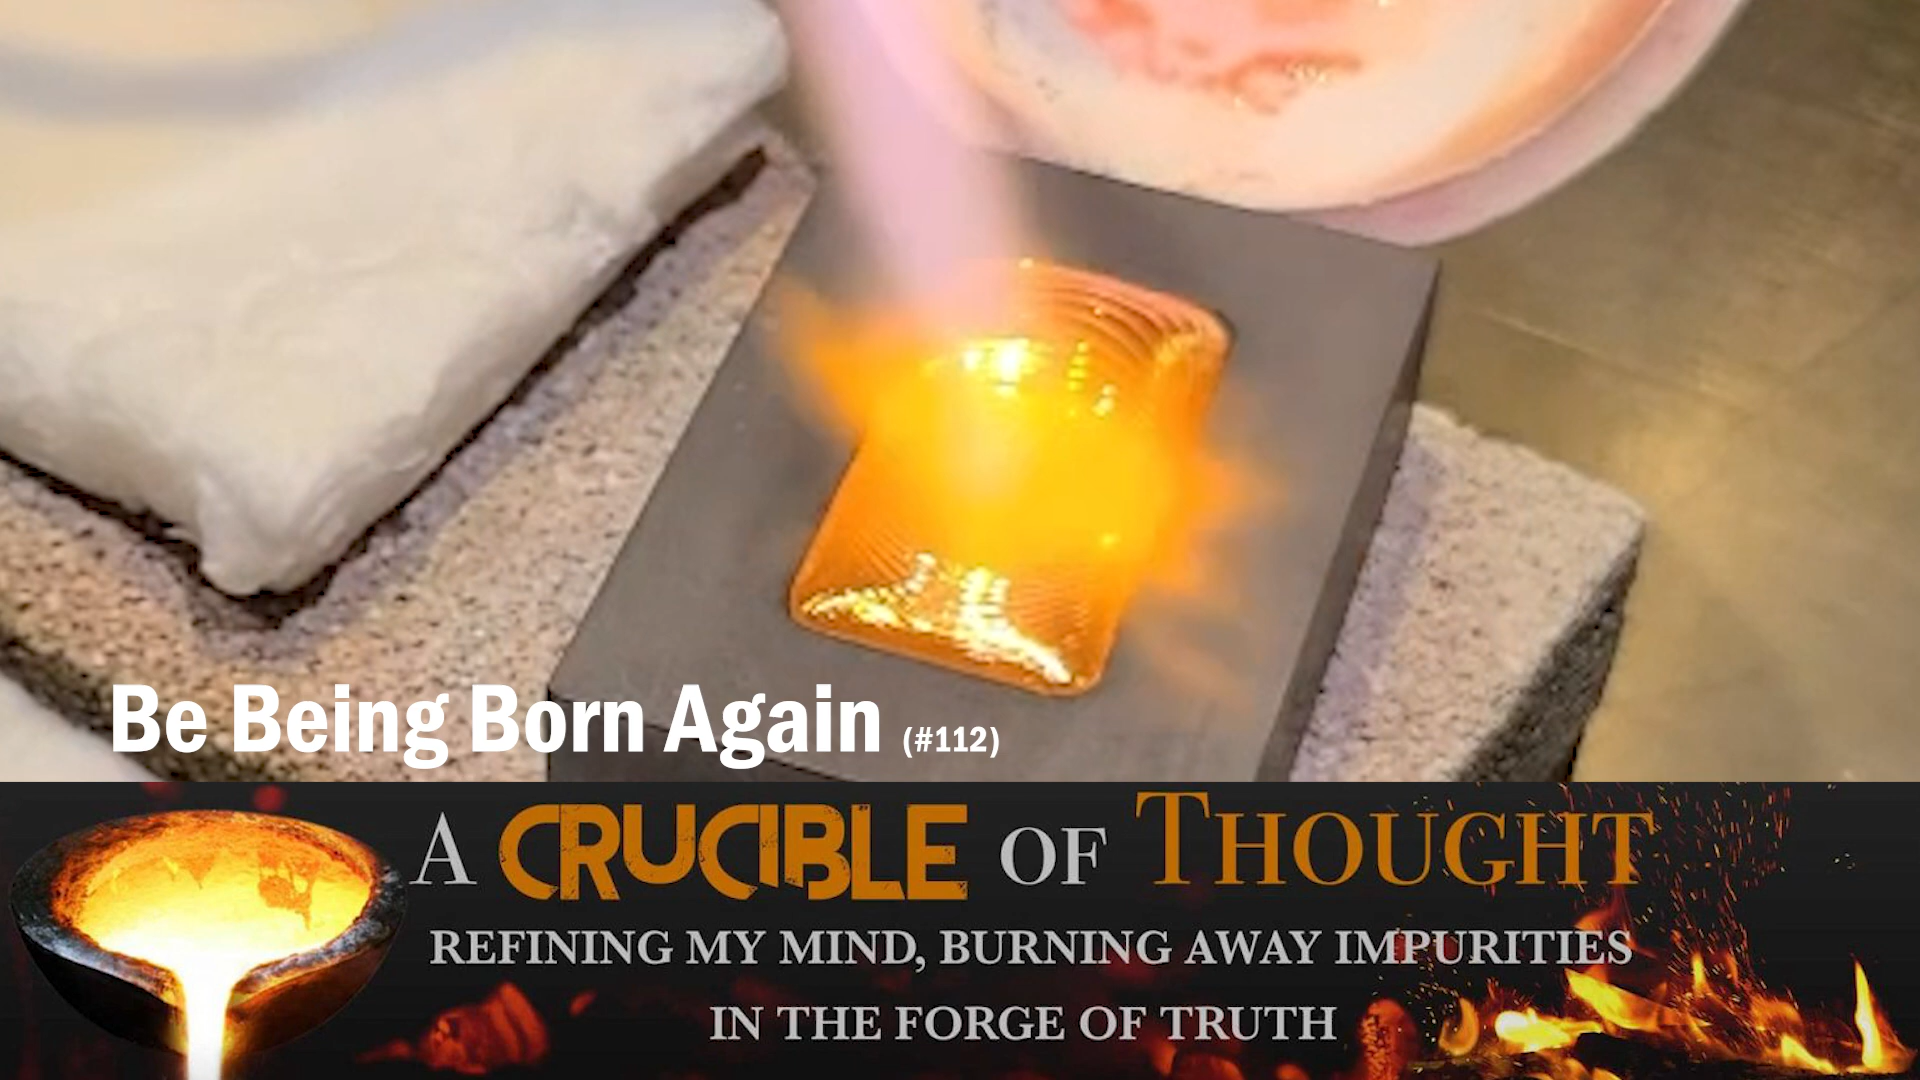 Be Being Born Again (#112)
A CRUCIBLE OF THOUGHT
REFINING MY MIND, BURNING AWAY IMPURITIES
IN THE FORGE OF TRUTH